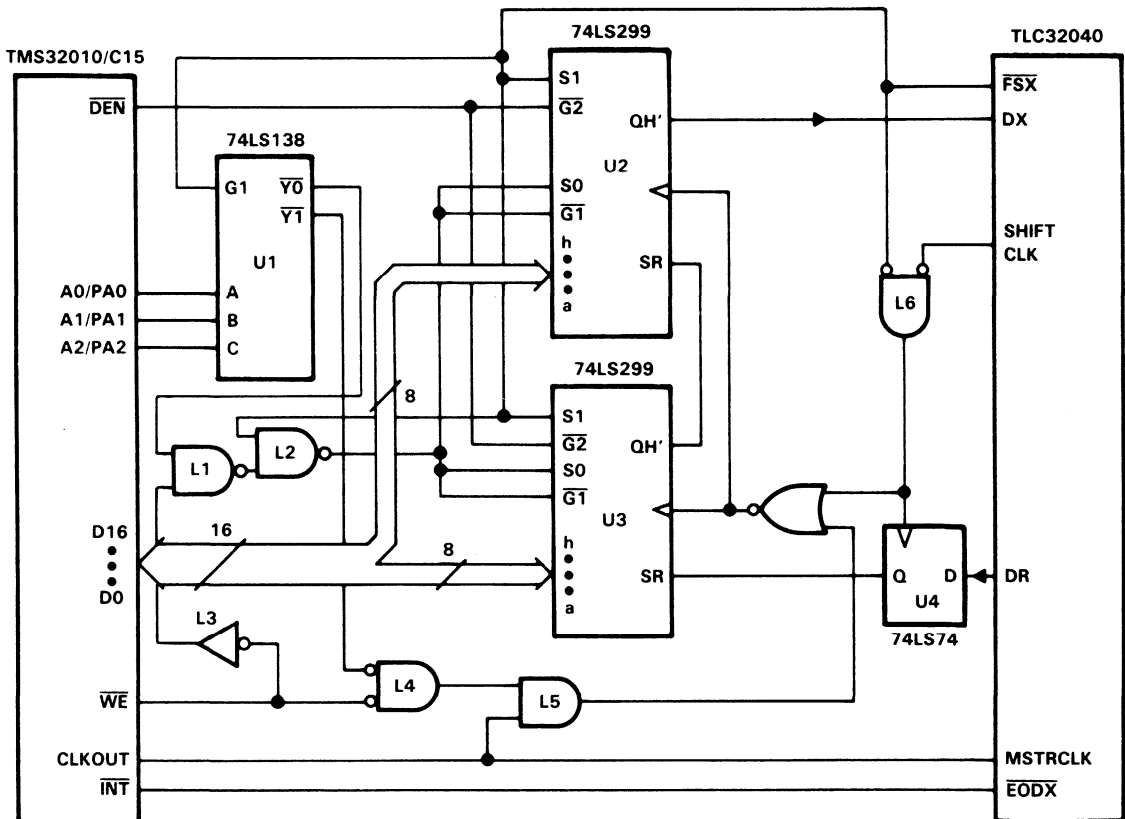 74LS299
TLC32040
TMS32010/C15
S1
FSX
DEN
G2
QH'
DX
74LS138
U2
G1
Y0
S0
Y1
G1
SHIFT
CLK
h
U1
SR
A0/PA0
A
a
L6
A1/PA1
B
A2/PA2
C
74LS299
8
S1
G2
QH'
L1
L2
S0
G1
16
U3
D16
h
8
D0
SR
Q
D
DR
a
U4
L3
74LS74
L4
WE
L5
CLKOUT
MSTRCLK
INT
EODX